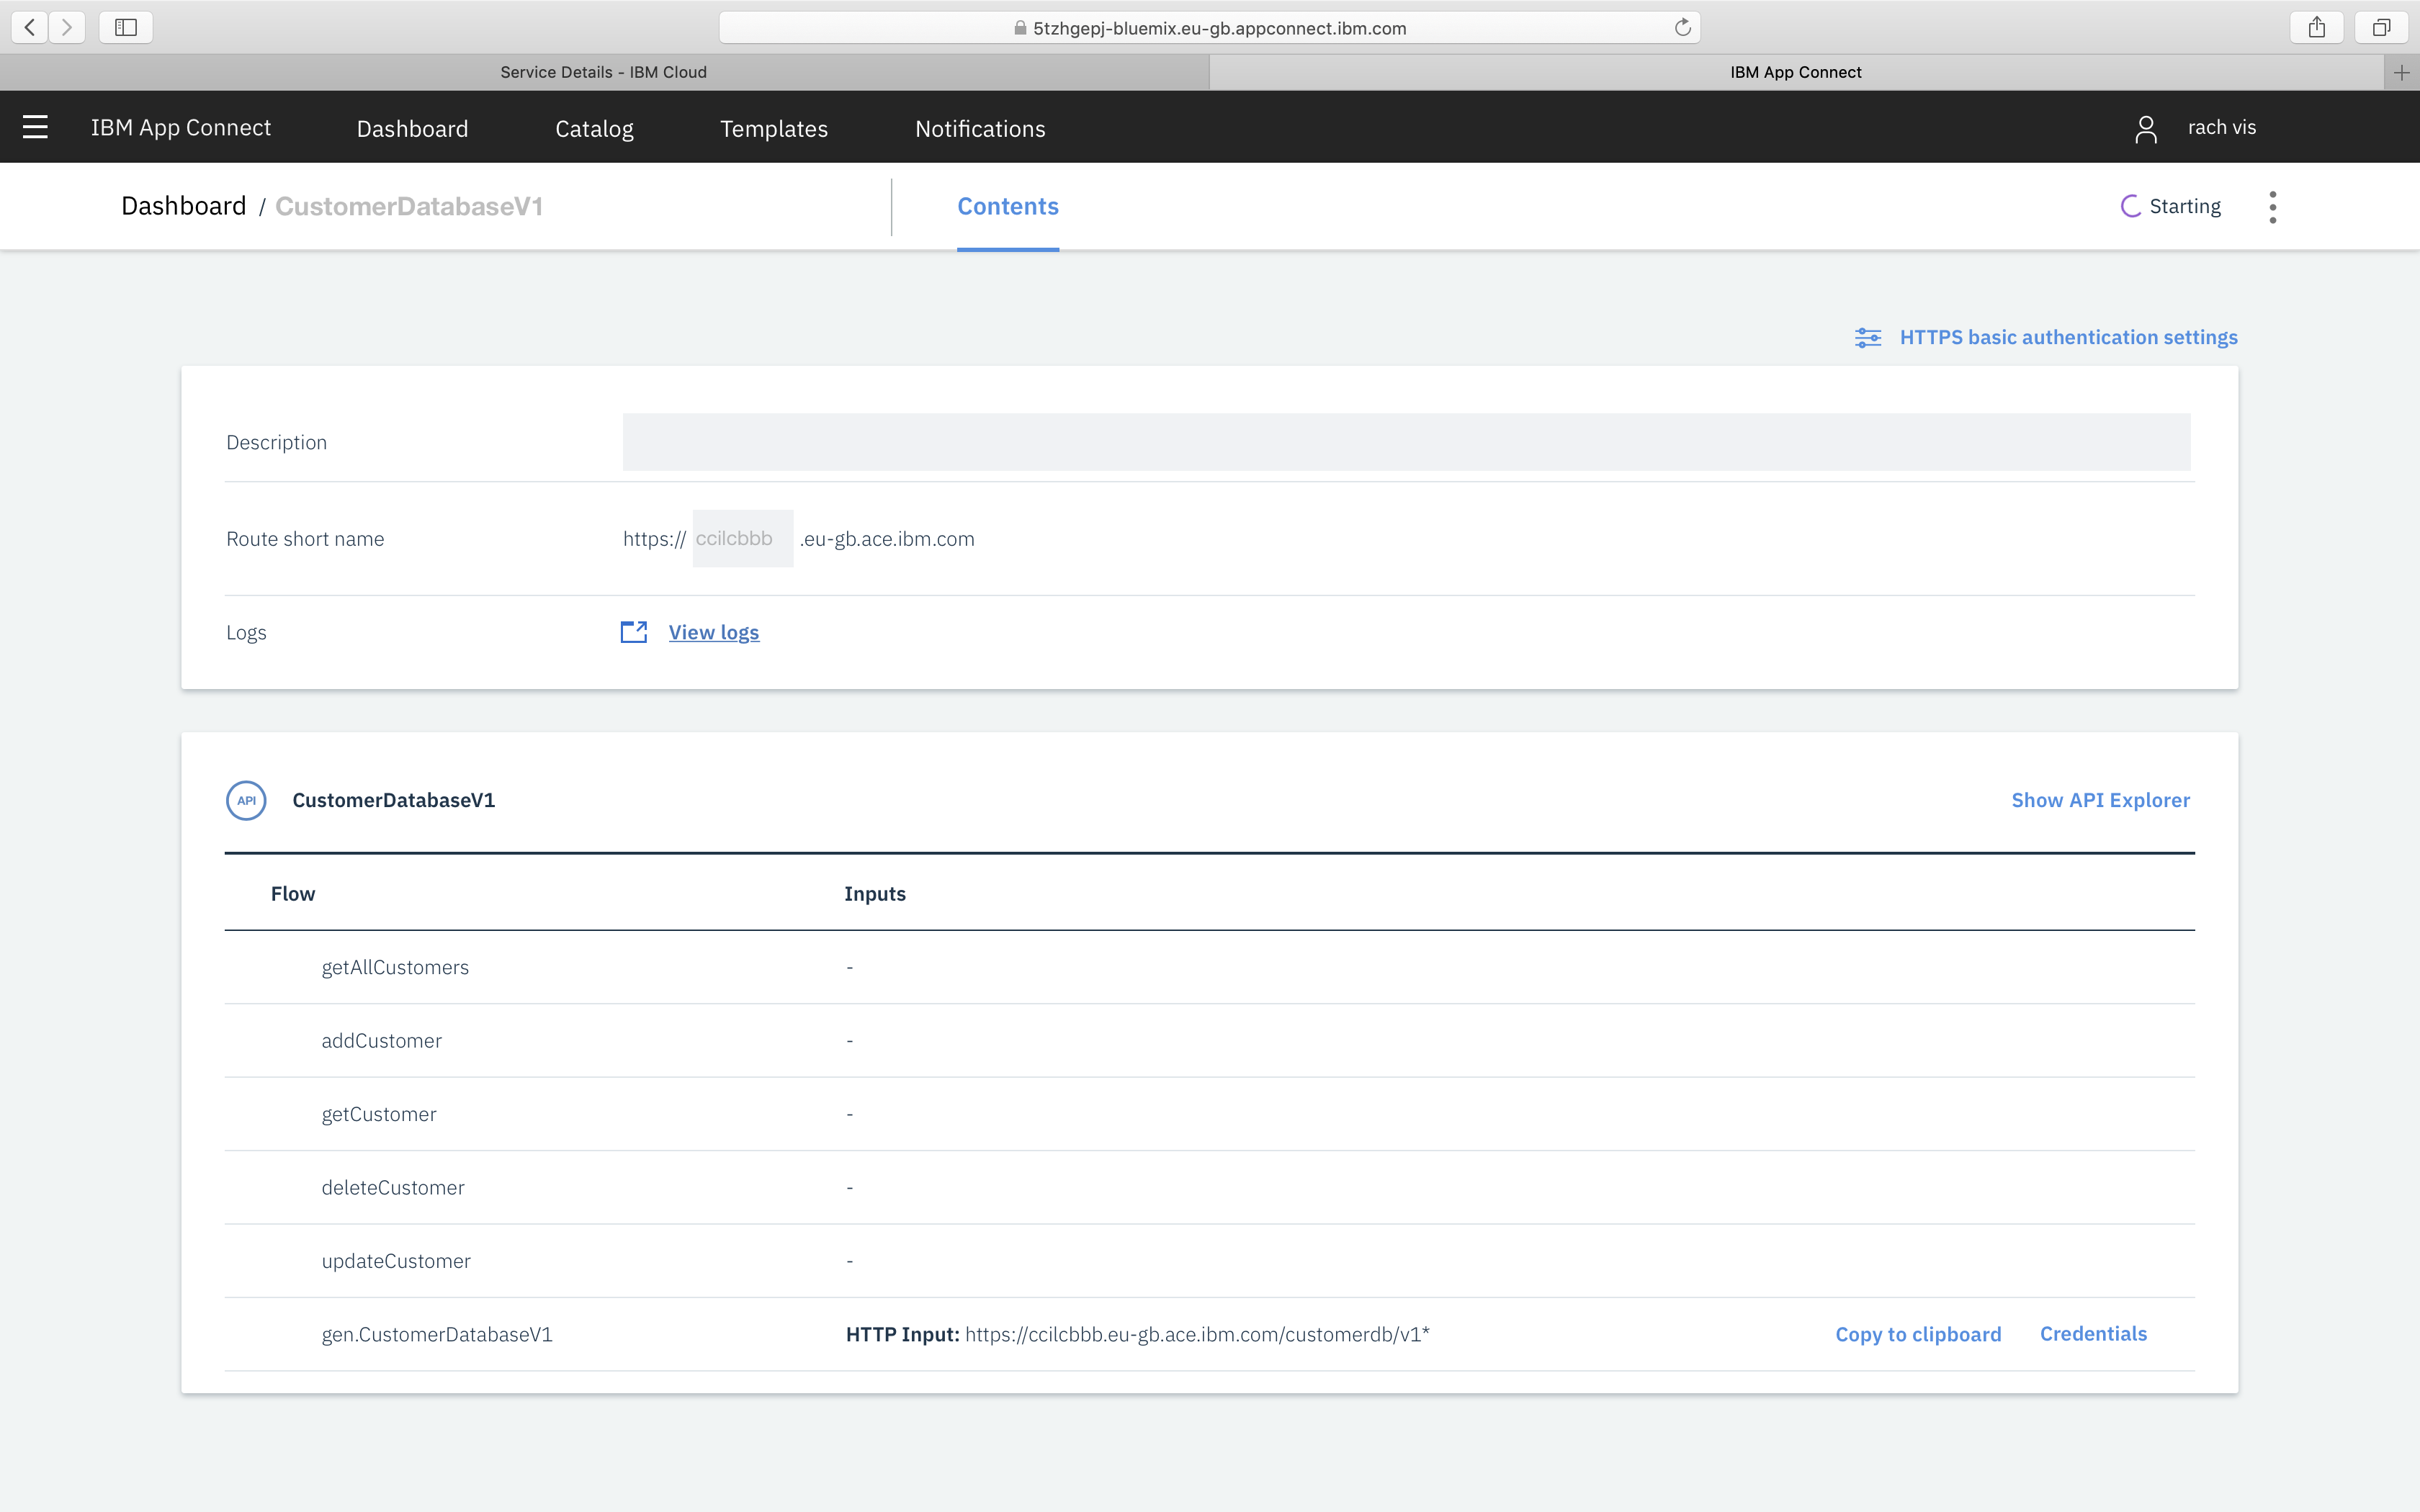 5tzhgepj-bluemix.eu-gb.appconnect.ibm.com
Service Details - IBM Cloud
IBM App Connect
IBM App Connect Dashboard Catalog Templates Notifications rach vis
Dashboard / CustomerDatabaseV1 Contents Starting
HTTPS basic authentication settings
Description
Route short name https:// ccilcbbb .eu-gb.ace.ibm.com
Logs View logs
API CustomerDatabaseV1 Show API Explorer
Flow Inputs
getAllCustomers -
addCustomer -
getCustomer -
deleteCustomer -
updateCustomer -
gen.CustomerDatabaseV1 HTTP Input: https://ccilcbbb.eu-gb.ace.ibm.com/customerdb/v1* Copy to clipboard Credentials